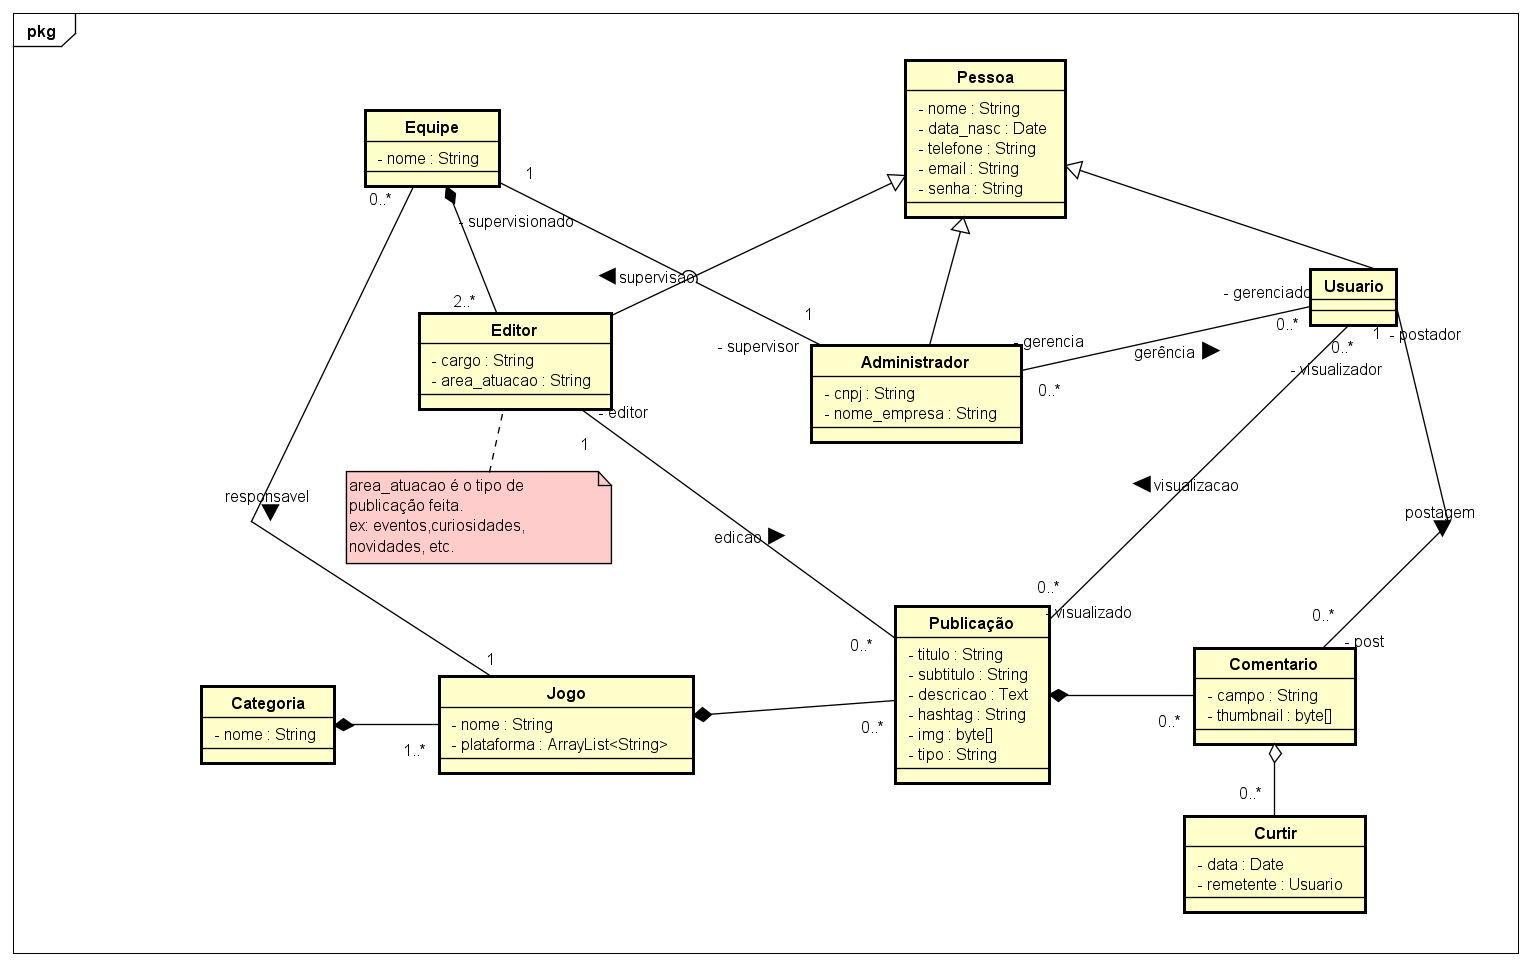 pkg
Pessoa
- nome : String
- data_nasc : Date
- telefone : String
- email : String
- senha : String
Equipe
- nome : String
1
0..*
- supervisionado
supervisão
2..*
1
- supervisor
Editor
- cargo : String
- area_atuacao : String
Administrador
- cnpj : String
- nome_empresa : String
- gerencia
0..*
gerência
- gerenciado
0..*
Usuario
1
- postador
0..*
- visualizador
- editor
1
area_atuacao é o tipo de
publicação feita.
ex: eventos,curiosidades,
novidades, etc.
responsavel
edicao
visualizacao
postagem
0..*
- visualizado
0..*
- post
0..*
1
Categoria
- nome : String
1..*
Jogo
- nome : String
- plataforma : ArrayList<String>
0..*
Publicação
- titulo : String
- subtitulo : String
- descricao : Text
- hashtag : String
- img : byte[]
- tipo : String
0..*
Comentario
- campo : String
- thumbnail : byte[]
0..*
Curtir
- data : Date
- remetente : Usuario